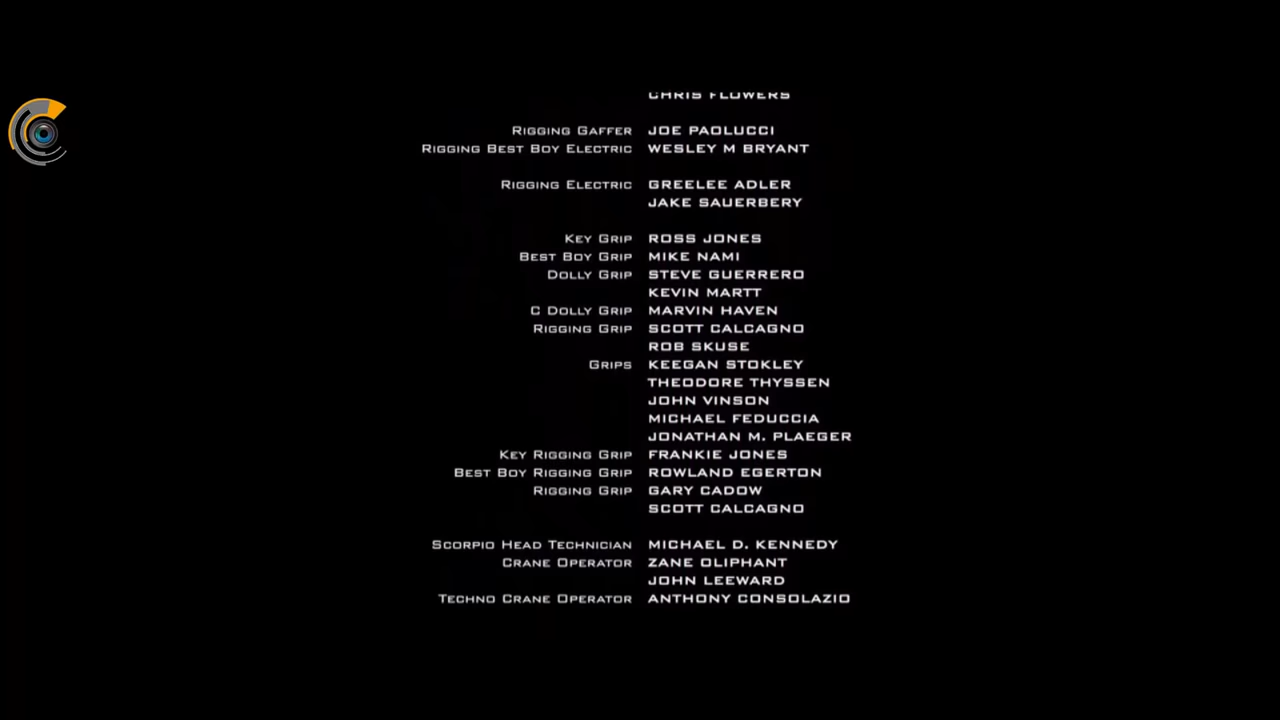 CHRIS FLOWERS
RIGGING GAFFER JOE PAOLUCCI
RIGGING BEST BOY ELECTRIC WESLEY M BRYANT
RIGGING ELECTRIC GREELEE ADLER
JAKE SAUERBERY
KEY GRIP ROSS JONES
BEST BOY GRIP MIKE NAMI
DOLLY GRIP STEVE GUERRERO
KEVIN MARTT
C DOLLY GRIP MARVIN HAVEN
RIGGING GRIP SCOTT CALCAGNO
ROB SKUSE
GRIPS KEEGAN STOKLEY
THEODORE THYSSEN
JOHN VINSON
MICHAEL FEDUCCIA
JONATHAN M. PLAEGER
KEY RIGGING GRIP FRANKIE JONES
BEST BOY RIGGING GRIP ROWLAND EGERTON
RIGGING GRIP GARY CADOW
SCOTT CALCAGNO
SCORPIO HEAD TECHNICIAN MICHAEL D. KENNEDY
CRANE OPERATOR ZANE OLIPHANT
JOHN LEEWARD
TECHNO CRANE OPERATOR ANTHONY CONSOLAZIO